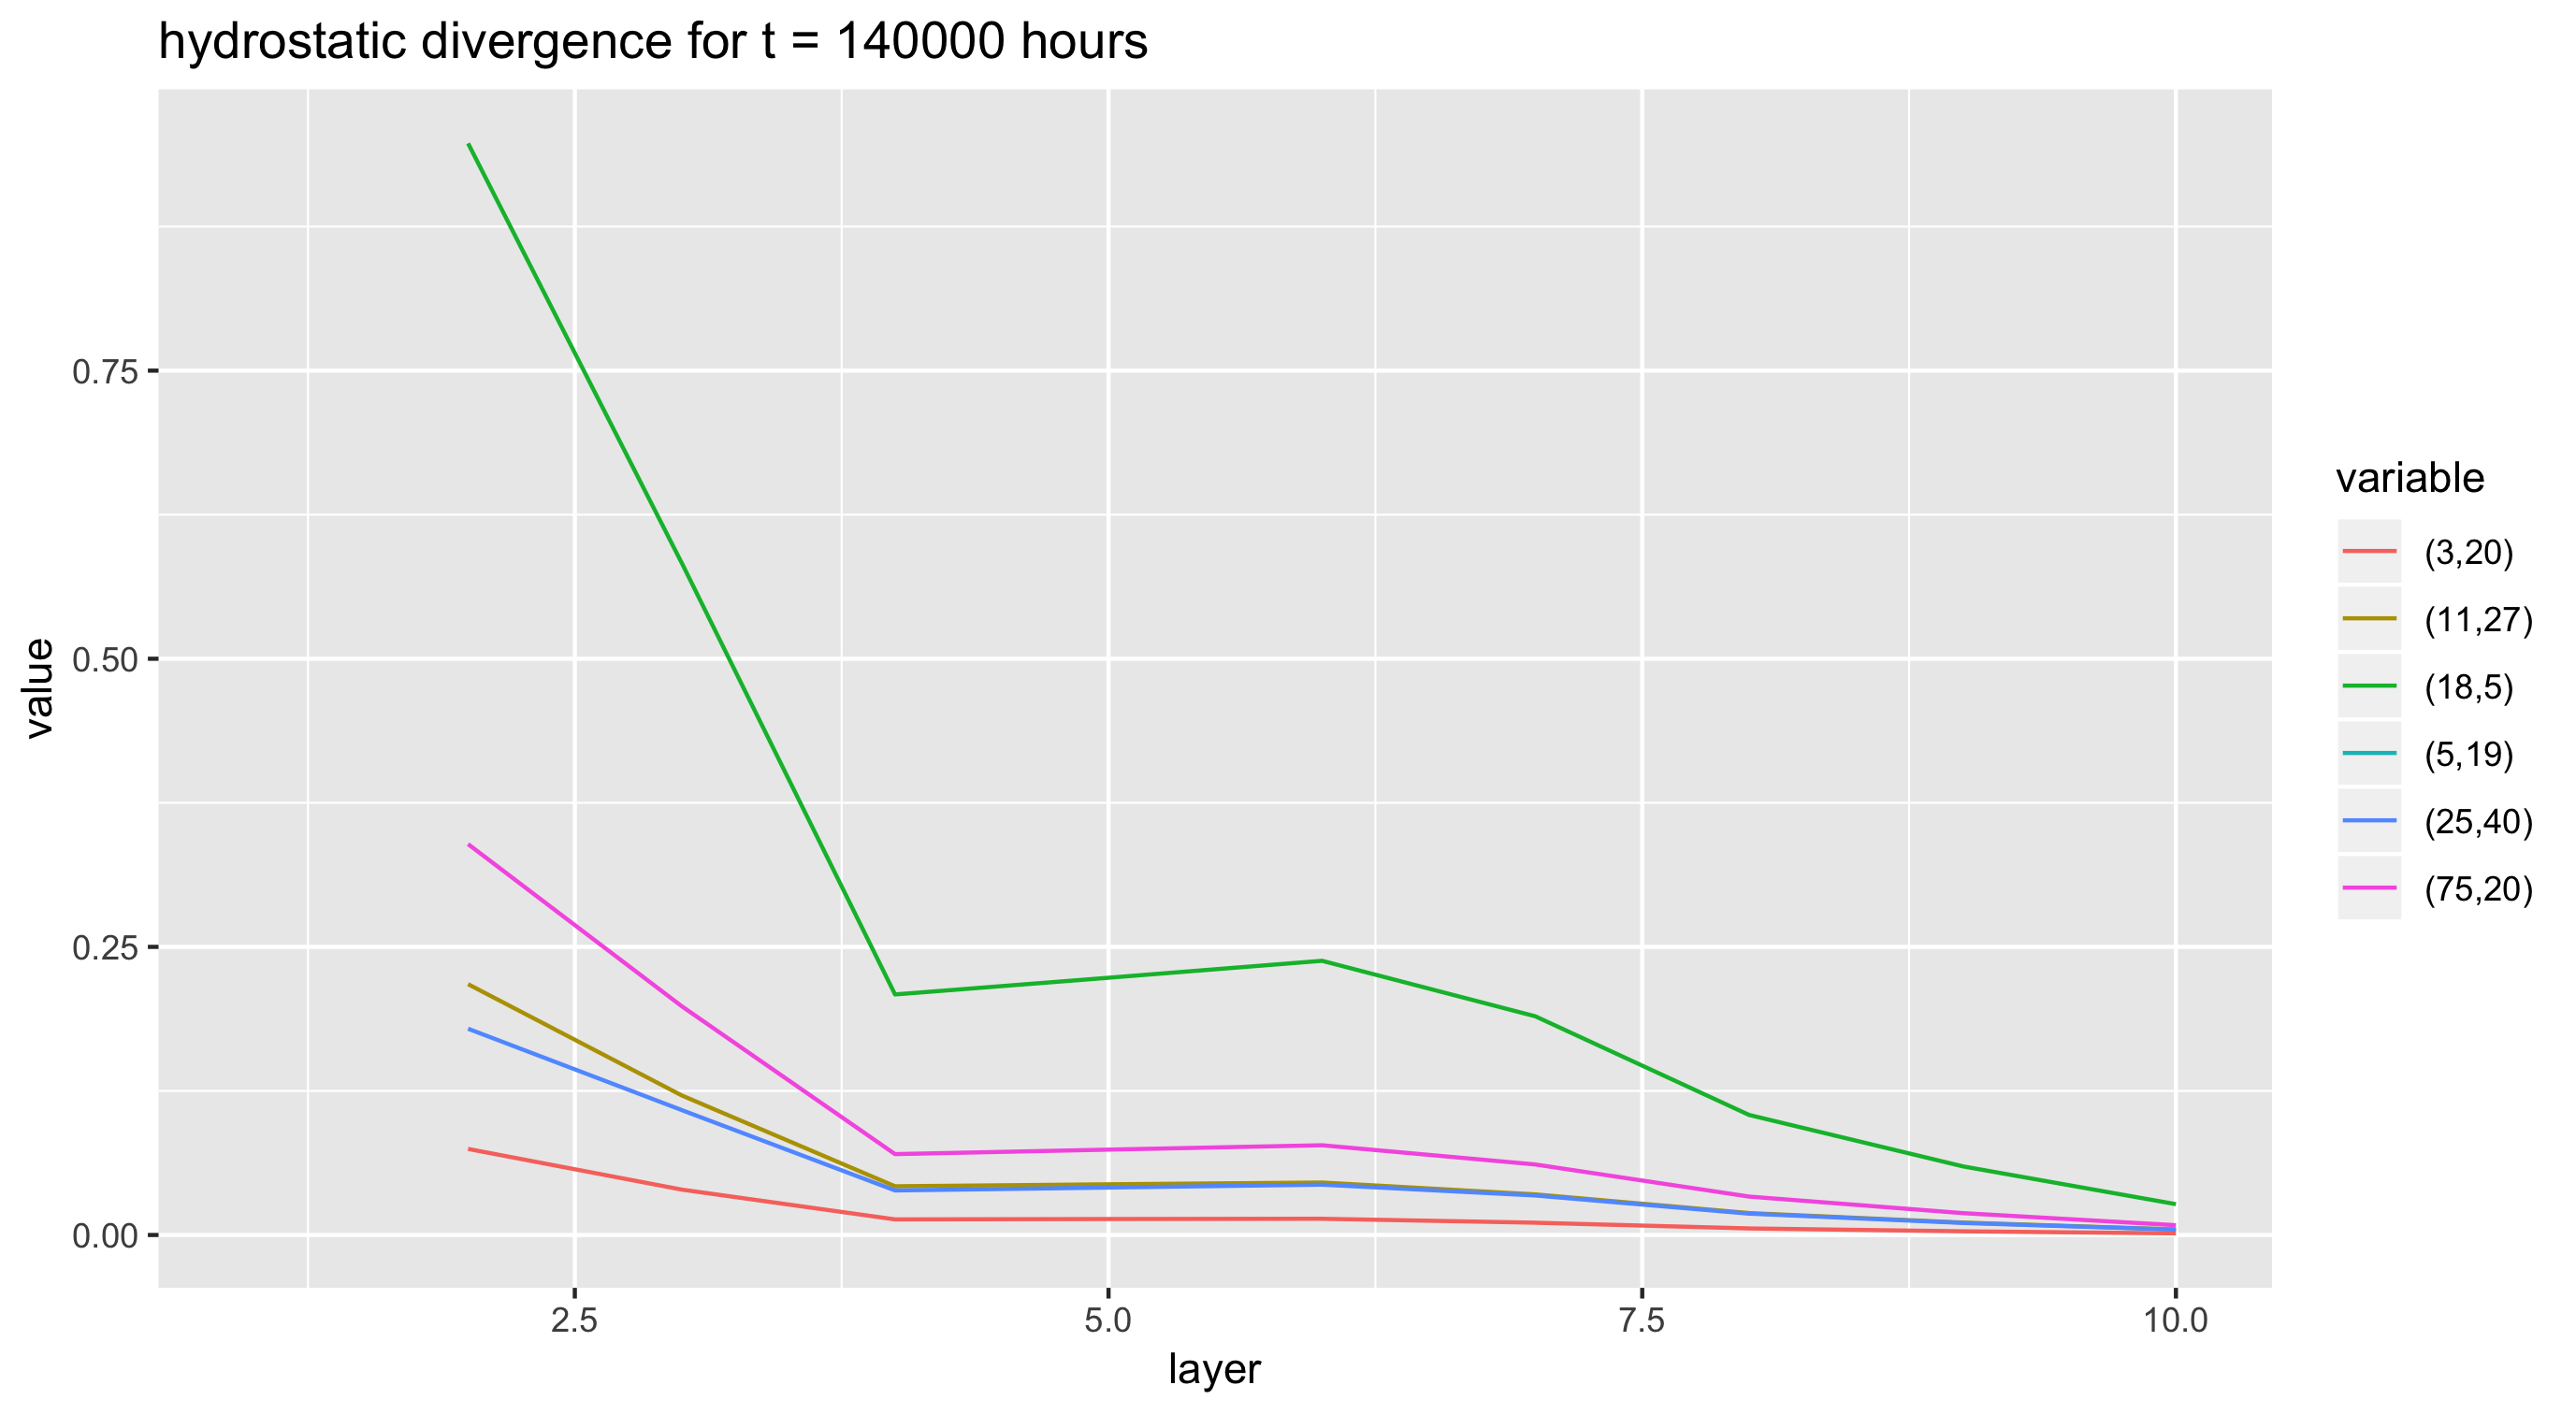 hydrostatic divergence for t = 140000 hours
value
0.75
0.50
0.25
0.00
2.5 5.0 7.5 10.0
layer
variable
(3,20)
(11,27)
(18,5)
(5,19)
(25,40)
(75,20)